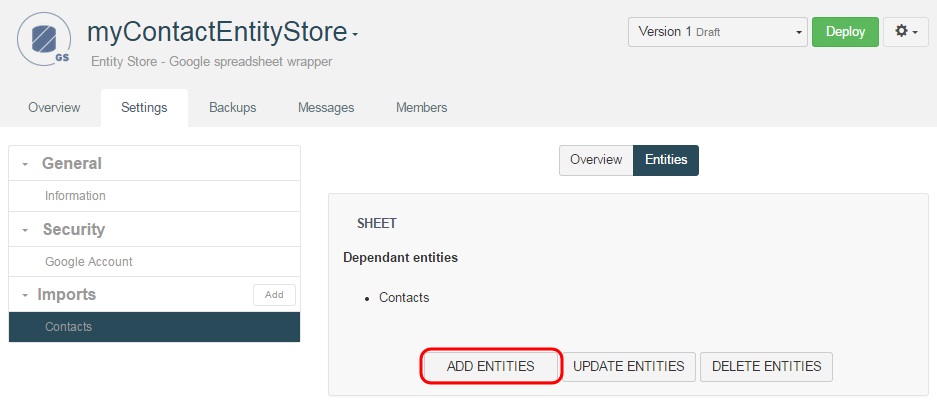 myContactEntityStore
GS
Entity Store - Google spreadsheet wrapper
Version 1 Draft
Deploy
Overview Settings Backups Messages Members
General
Information
Security
Google Account
Imports Add
Contacts
Overview Entities
SHEET
Dependant entities
• Contacts
ADD ENTITIES UPDATE ENTITIES DELETE ENTITIES